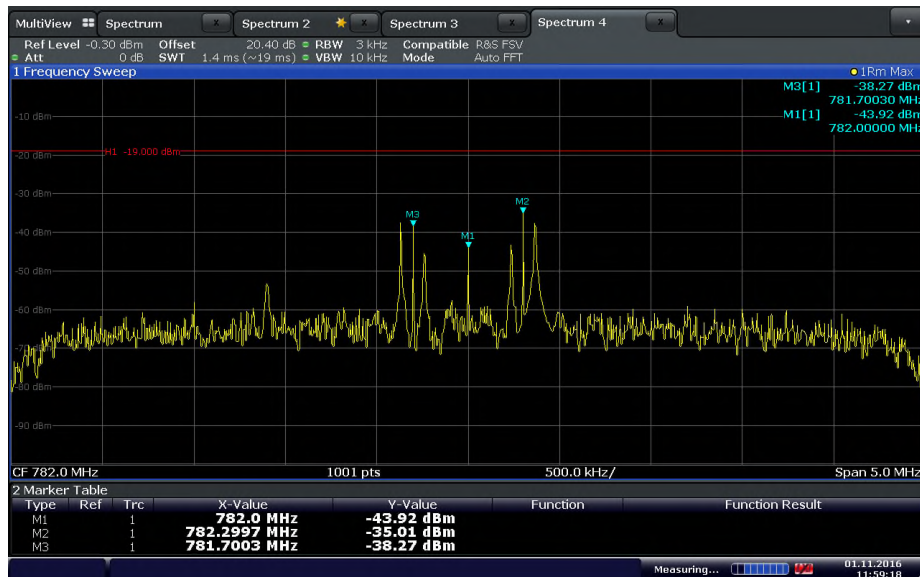 MultiView Spectrum x Spectrum 2 x Spectrum 3 x Spectrum 4 x
Ref Level -0.30 dBm Offset 20.40 dB RBW 3 kHz Compatible R&S FSV
Att 0 dB SWT 1.4 ms (~19 ms) VBW 10 kHz Mode Auto FFT
1 Frequency Sweep 1Rm Max
M3[1] -38.27 dBm
781.70030 MHz
-10 dBm M1[1] -43.92 dBm
782.00000 MHz
H1 -19.000 dBm
-20 dBm
-30 dBm
M2
M3
-40 dBm
M1
-50 dBm
-60 dBm
-70 dBm
-80 dBm
-90 dBm
CF 782.0 MHz 1001 pts 500.0 kHz/ Span 5.0 MHz
2 Marker Table
Type Ref Trc X-Value Y-Value Function Function Result
M1 1 782.0 MHz -43.92 dBm
M2 1 782.2997 MHz -35.01 dBm
M3 1 781.7003 MHz -38.27 dBm
Measuring... 01.11.2016
11:59:18